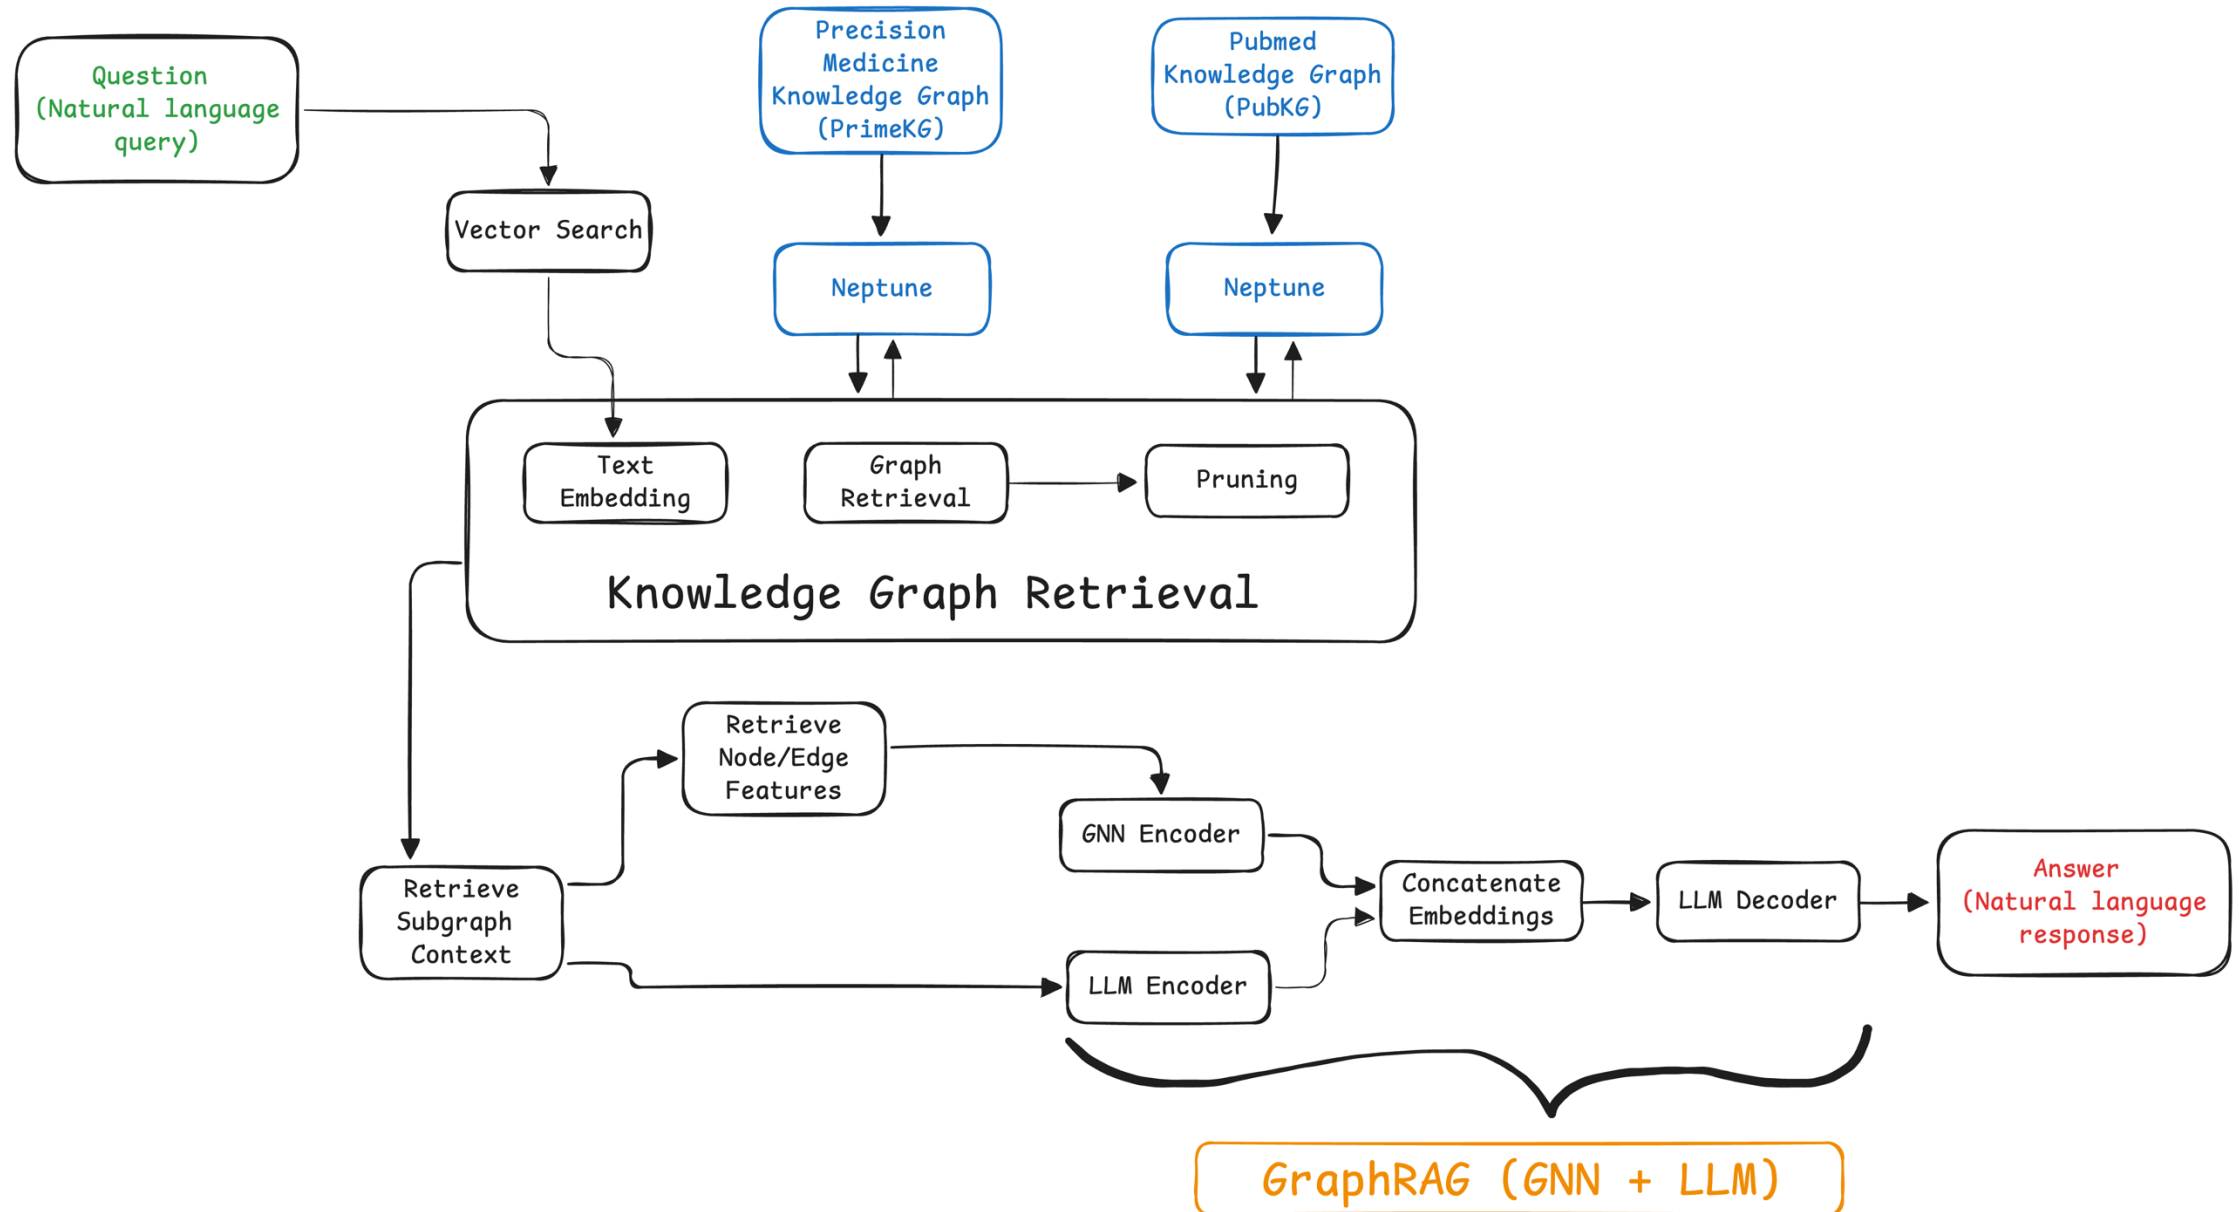 Question
(Natural language
query)
Precision
Medicine
Knowledge Graph
(PrimeKG)
Pubmed
Knowledge Graph
(PubKG)
Vector Search
Neptune
Neptune
Text
Embedding
Graph
Retrieval
Pruning
Knowledge Graph Retrieval
Retrieve
Node/Edge
Features
GNN Encoder
Retrieve
Subgraph
Context
LLM Encoder
Concatenate
Embeddings
LLM Decoder
Answer
(Natural language
response)
GraphRAG (GNN + LLM)